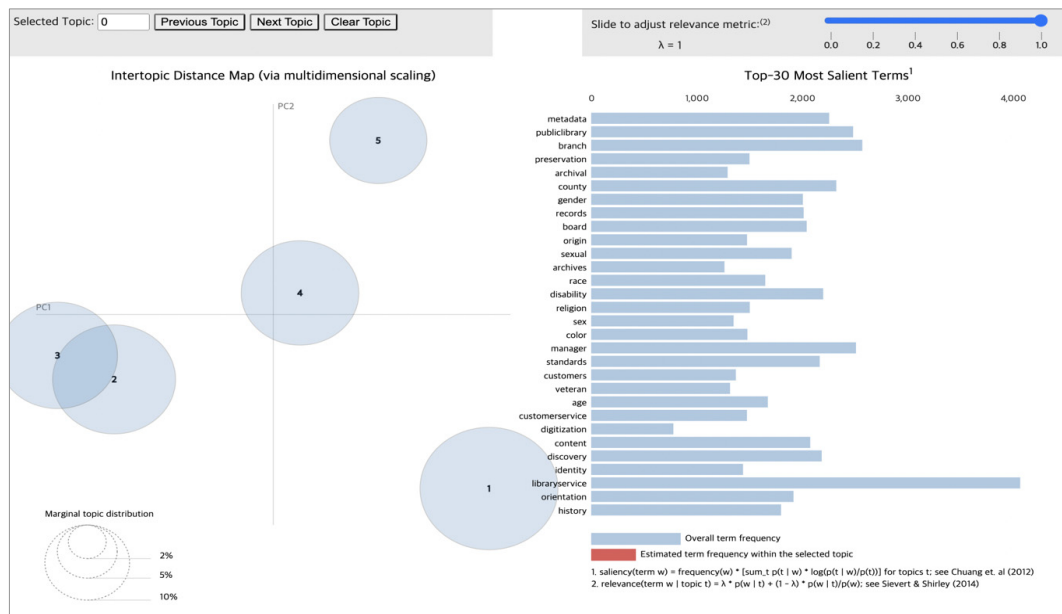 Selected Topic: 0 Previous Topic Next Topic Clear Topic
Slide to adjust relevance metric:(2)
λ = 1
0.0 0.2 0.4 0.6 0.8 1.0
Intertopic Distance Map (via multidimensional scaling)
PC2
PC1
5
4
3
2
1
Marginal topic distribution
2%
5%
10%
Top-30 Most Salient Terms1
0 1,000 2,000 3,000 4,000
metadata
publiclibrary
branch
preservation
archival
county
gender
records
board
origin
sexual
archives
race
disability
religion
sex
color
manager
standards
customers
veteran
age
customerservice
digitization
content
discovery
identity
libraryservice
orientation
history
Overall term frequency
Estimated term frequency within the selected topic
1. saliency(term w) = frequency(w) * [sum_t p(t | w) * log(p(t | w)/p(t))] for topics t; see Chuang et. al (2012)
2. relevance(term w | topic t) = λ * p(w | t) + (1 - λ) * p(w | t)/p(w); see Sievert & Shirley (2014)